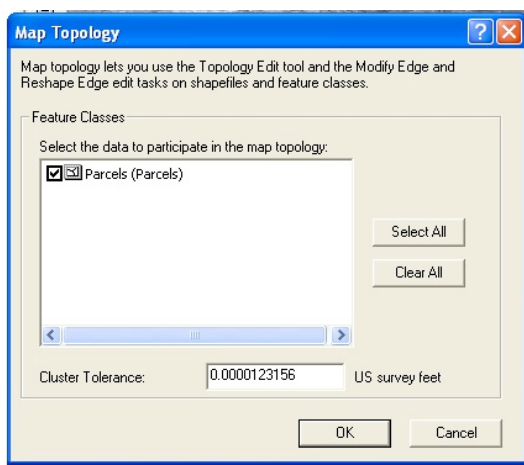 Map Topology
Map topology lets you use the Topology Edit tool and the Modify Edge and
Reshape Edge edit tasks on shapefiles and feature classes.
Feature Classes
Select the data to participate in the map topology:
Parcels (Parcels)
Select All
Clear All
Cluster Tolerance: 0.0000123156 US survey feet
OK Cancel